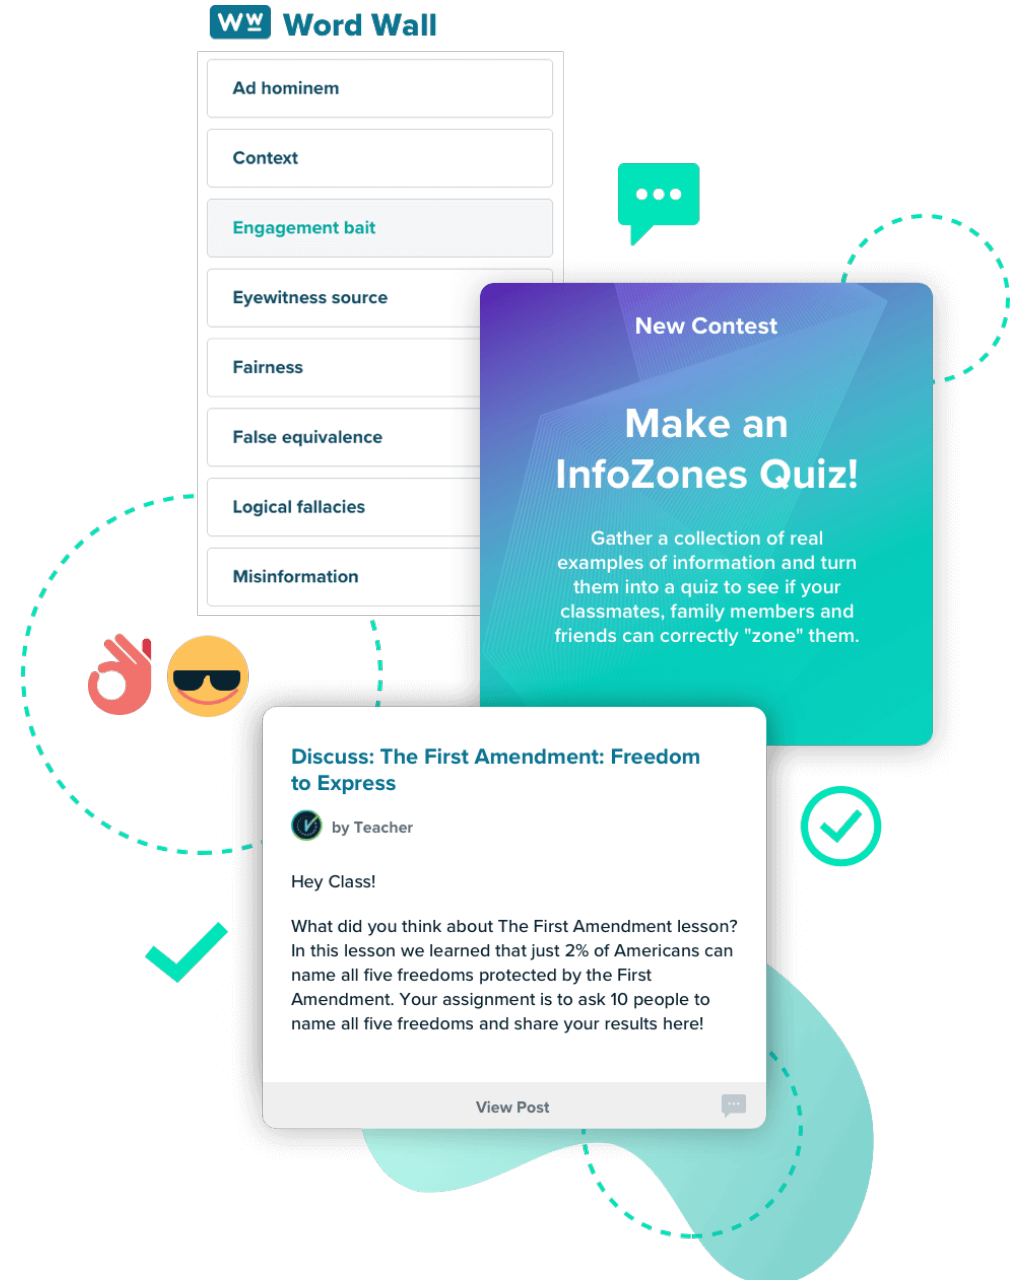 WW Word Wall
Ad hominem
Context
Engagement bait
Eyewitness source
Fairness
False equivalence
Logical fallacies
Misinformation
New Contest
Make an
InfoZones Quiz!
Gather a collection of real
examples of information and turn
them into a quiz to see if your
classmates, family members and
friends can correctly "zone" them.
Discuss: The First Amendment: Freedom
to Express
by Teacher
Hey Class!
What did you think about The First Amendment lesson?
In this lesson we learned that just 2% of Americans can
name all five freedoms protected by the First
Amendment. Your assignment is to ask 10 people to
name all five freedoms and share your results here!
View Post